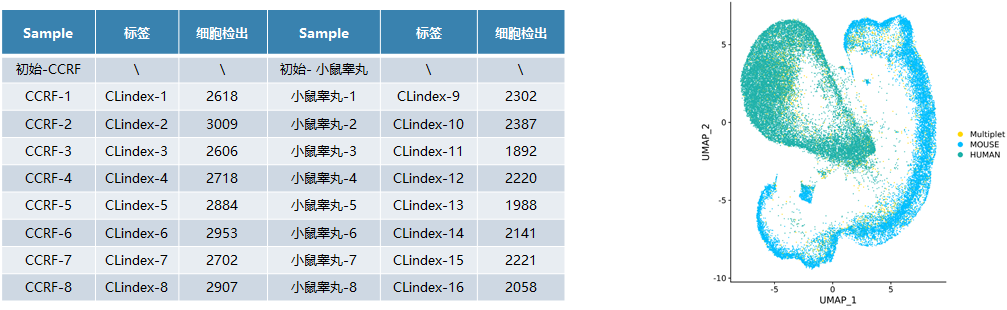 Sample 标签 细胞检出 Sample 标签 细胞检出
初始-CCRF \ \ 初始- 小鼠睾丸 \ \
CCRF-1 CLindex-1 2618 小鼠睾丸-1 CLindex-9 2302
CCRF-2 CLindex-2 3009 小鼠睾丸-2 CLindex-10 2387
CCRF-3 CLindex-3 2606 小鼠睾丸-3 CLindex-11 1892
CCRF-4 CLindex-4 2718 小鼠睾丸-4 CLindex-12 2220
CCRF-5 CLindex-5 2884 小鼠睾丸-5 CLindex-13 1988
CCRF-6 CLindex-6 2953 小鼠睾丸-6 CLindex-14 2141
CCRF-7 CLindex-7 2702 小鼠睾丸-7 CLindex-15 2221
CCRF-8 CLindex-8 2907 小鼠睾丸-8 CLindex-16 2058
UMAP_2
5
0
-5
-10
-5 0 5
UMAP_1
Multiplet
MOUSE
HUMAN